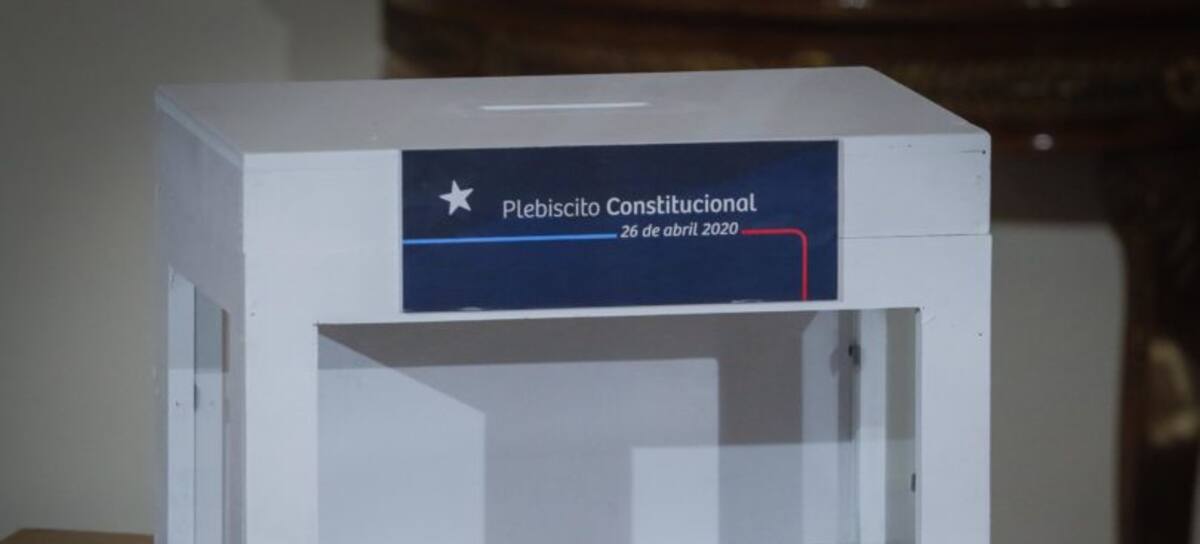 Plebiscito Constitucional
26 de abril 2020